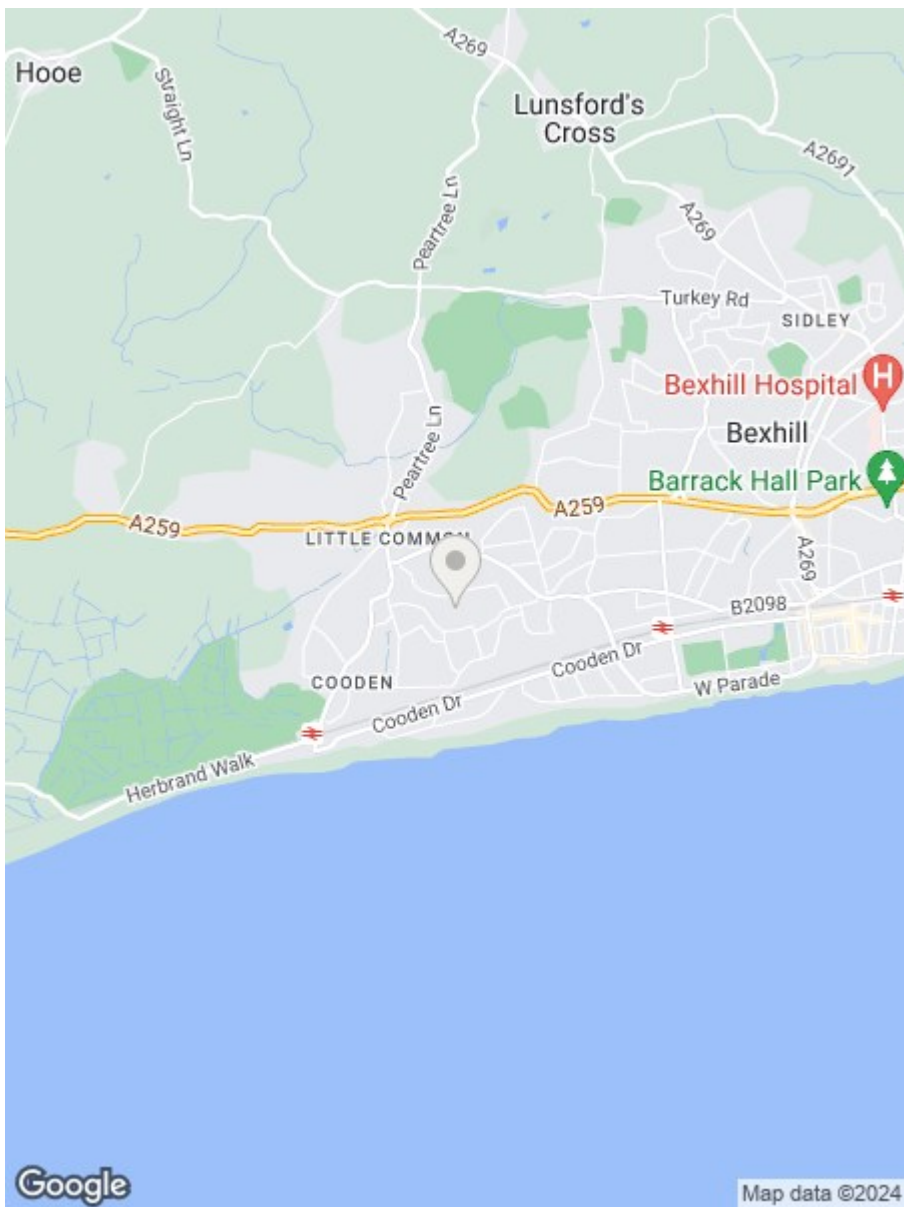 A269
Hooe
Straight Ln
Lunsford's
Cross
A2691
Peartree Ln
A269
Turkey Rd
SIDLEY
Bexhill Hospital
H
Bexhill
Peartree Ln
Barrack Hall Park
A259
A259
LITTLE COMMON
A269
B2098
Cooden Dr
COODEN
W Parade
Cooden Dr
Herbrand Walk
Google
Map data ©2024